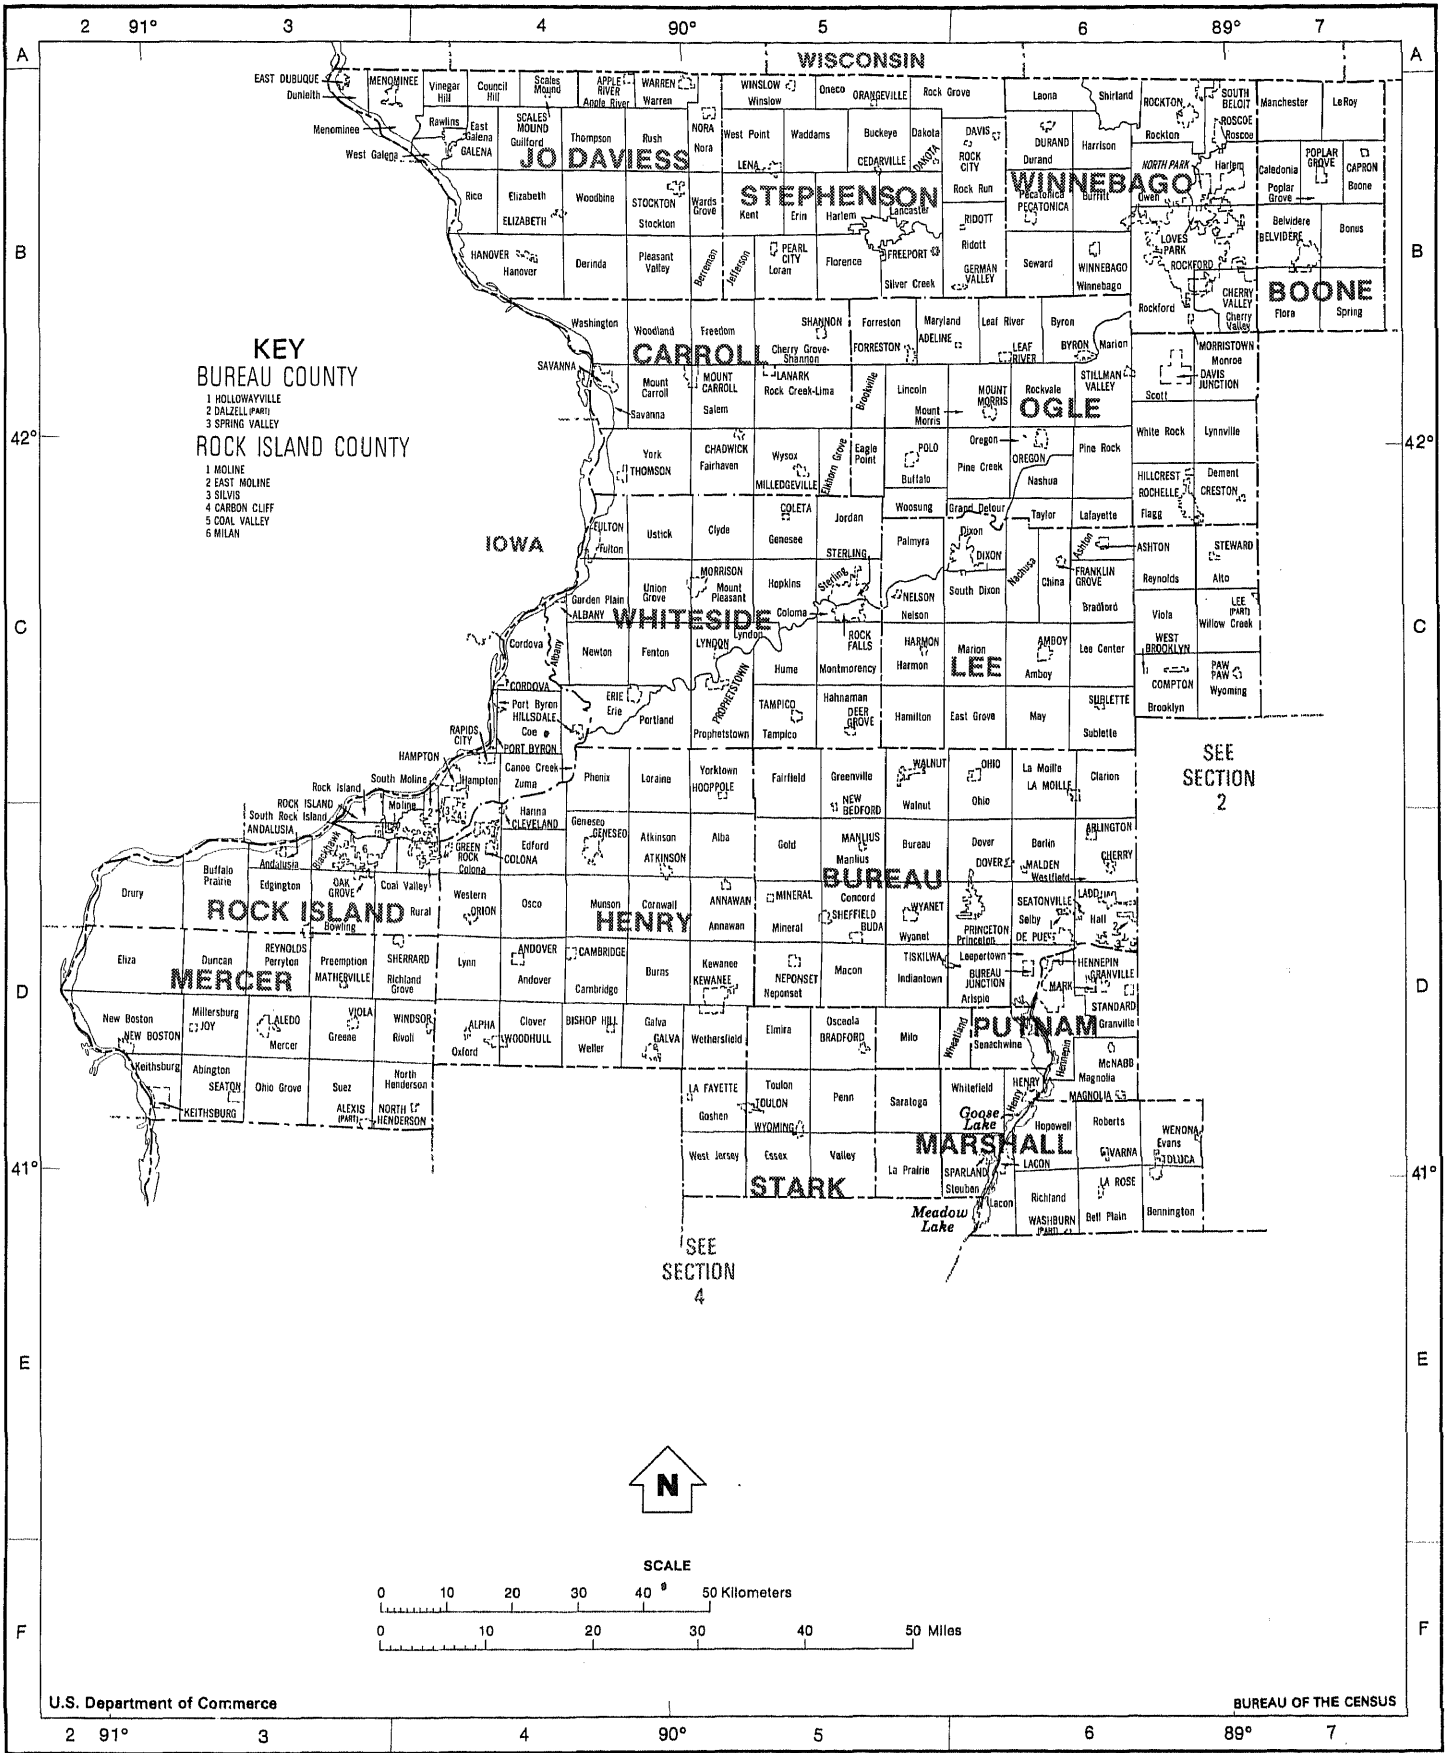 2 91° 3 4 90° 5 6 89° 7
A
A
WISCONSIN
EAST DUBUQUE
Dunleith
MENOMINEE
Vinegar
Hill
Council
Hill
Scales
Mound
APPLE
RIVER
Apple River
WARREN
Warren
WINSLOW
Winslow
Oneco
ORANGEVILLE
Rock Grove
Laona
Shirland
ROCKTON
Rockton
SOUTH
BELOIT
ROSCOE
Roscoe
Manchester
LeRoy
Menominee
West Galena
Rawlins
East
Galena
GALENA
SCALES
MOUND
Guilford
Thompson
Rush
NORA
Nora
West Point
LENA
Waddams
Buckeye
CEDARVILLE
Dakota
DAKOTA
DAVIS
ROCK
CITY
Rock Run
DURAND
Durand
Harrison
NORTH PARK
Harlem
Caledonia
Poplar
Grove
POPLAR
GROVE
CAPRON
Boone
JO DAVIESS
STEPHENSON
WINNEBAGO
Rice
Elizabeth
ELIZABETH
Woodbine
STOCKTON
Stockton
Wards
Grove
Kent
Erin
Harlem
Lancaster
RIDOTT
Ridott
Pecatonica
PECATONICA
Burritt
Owen
LOVES
PARK
ROCKFORD
Belvidere
BELVIDERE
Bonus
B
B
HANOVER
Hanover
Derinda
Pleasant
Valley
Berreman
Jefferson
PEARL
CITY
Loran
Florence
FREEPORT
Silver Creek
GERMAN
VALLEY
Seward
WINNEBAGO
Winnebago
Rockford
CHERRY
VALLEY
Cherry
Valley
BOONE
Flora
Spring
Washington
Woodland
Freedom
SHANNON
Cherry Grove-
Shannon
Forreston
FORRESTON
Maryland
ADELINE
Leaf River
LEAF
RIVER
Byron
BYRON
Marion
MORRISTOWN
Monroe
DAVIS
JUNCTION
Scott
CARROLL
SAVANNA
Savanna
Mount
Carroll
MOUNT
CARROLL
Salem
LANARK
Rock Creek-Lima
Brookville
Lincoln
Mount
Morris
MOUNT
MORRIS
Rockvale
STILLMAN
VALLEY
OGLE
KEY
BUREAU COUNTY
1 HOLLOWAYVILLE
2 DALZELL (PART)
3 SPRING VALLEY
ROCK ISLAND COUNTY
1 MOLINE
2 EAST MOLINE
3 SILVIS
4 CARBON CLIFF
5 COAL VALLEY
6 MILAN
42°
42°
York
THOMSON
CHADWICK
Fairhaven
Wysox
MILLEDGEVILLE
Elkhorn Grove
Eagle
Point
POLO
Buffalo
Oregon
OREGON
Pine Creek
Nashua
Pine Rock
White Rock
Lynnville
HILLCREST
ROCHELLE
Flagg
Dement
CRESTON
IOWA
FULTON
Fulton
Ustick
Clyde
COLETA
Genesee
Jordan
Woosung
Grand Detour
Taylor
Lafayette
STERLING
Sterling
Palmyra
Dixon
DIXON
Nachusa
China
Ashton
ASHTON
FRANKLIN
GROVE
Bradford
Reynolds
STEWARD
Alto
Garden Plain
ALBANY
Albany
Union
Grove
MORRISON
Mount
Pleasant
Hopkins
Coloma
NELSON
Nelson
South Dixon
Viola
LEE
(PART)
Willow Creek
WHITESIDE
C
C
Cordova
CORDOVA
Newton
Fenton
LYNDON
Lyndon
Hume
ROCK
FALLS
Montmorency
HARMON
Harmon
Marion
LEE
AMBOY
Amboy
Lee Center
WEST
BROOKLYN
COMPTON
Brooklyn
PAW
PAW
Wyoming
Port Byron
HILLSDALE
Coe
PORT BYRON
ERIE
Erie
Portland
PROPHETSTOWN
Prophetstown
TAMPICO
Tampico
Hahnaman
DEER
GROVE
Hamilton
East Grove
May
SUBLETTE
Sublette
SEE
SECTION
2
RAPIDS
CITY
HAMPTON
Hampton
Rock Island
ROCK ISLAND
South Rock Island
South Moline
Moline
ANDALUSIA
Andalusia
Blackhawk
Canoe Creek
Zuma
Hanna
CLEVELAND
GREEN
ROCK
Colona
COLONA
Phenix
Loraine
Yorktown
HOOPPOLE
Fairfield
Greenville
NEW
BEDFORD
WALNUT
Walnut
OHIO
Ohio
La Moille
LA MOILLE
Clarion
Geneseo
GENESEO
Edford
Atkinson
ATKINSON
Alba
Gold
MANLIUS
Manlius
Bureau
Dover
DOVER
Berlin
MALDEN
Westfield
ARLINGTON
CHERRY
BUREAU
Drury
Buffalo
Prairie
Edgington
OAK
GROVE
Coal Valley
Rural
Bowling
ROCK ISLAND
Western
ORION
Osco
Munson
Cornwall
HENRY
ANNAWAN
Annawan
MINERAL
Mineral
Concord
SHEFFIELD
BUDA
WYANET
Wyanet
PRINCETON
Princeton
SEATONVILLE
Selby
DE PUE
LADD
Hall
Eliza
Duncan
REYNOLDS
Perryton
Preemption
MATHERVILLE
SHERRARD
Richland
Grove
MERCER
Lynn
ANDOVER
Andover
CAMBRIDGE
Cambridge
Burns
Kewanee
KEWANEE
NEPONSET
Neponset
Macon
TISKILWA
Indiantown
Leepertown
BUREAU
JUNCTION
Arispie
HENNEPIN
GRANVILLE
MARK
STANDARD
Granville
D
D
New Boston
NEW BOSTON
Millersburg
JOY
ALEDO
Mercer
VIOLA
Greene
WINDSOR
Rivoli
ALPHA
Oxford
Clover
WOODHULL
BISHOP HILL
Weller
Galva
GALVA
Wethersfield
Elmira
Osceola
BRADFORD
Milo
Wheatland
PUTNAM
Senachwine
Hennepin
McNABB
Magnolia
MAGNOLIA
Keithsburg
KEITHSBURG
Abington
SEATON
Ohio Grove
Suez
ALEXIS
(PART)
North
Henderson
NORTH
HENDERSON
LA FAYETTE
Goshen
Toulon
TOULON
WYOMING
Penn
Saratoga
Whitefield
HENRY
Henry
Goose
Lake
Hopewell
Roberts
VARNA
WENONA
Evans
TOLUCA
MARSHALL
41°
41°
West Jersey
Essex
Valley
La Prairie
SPARLAND
Steuben
LACON
Lacon
Richland
WASHBURN
(PART)
LA ROSE
Bell Plain
Bennington
STARK
Meadow
Lake
SEE
SECTION
4
E
E
N
SCALE
0 10 20 30 40 50 Kilometers
0 10 20 30 40 50 Miles
F
F
U.S. Department of Commerce
BUREAU OF THE CENSUS
2 91° 3 4 90° 5 6 89° 7